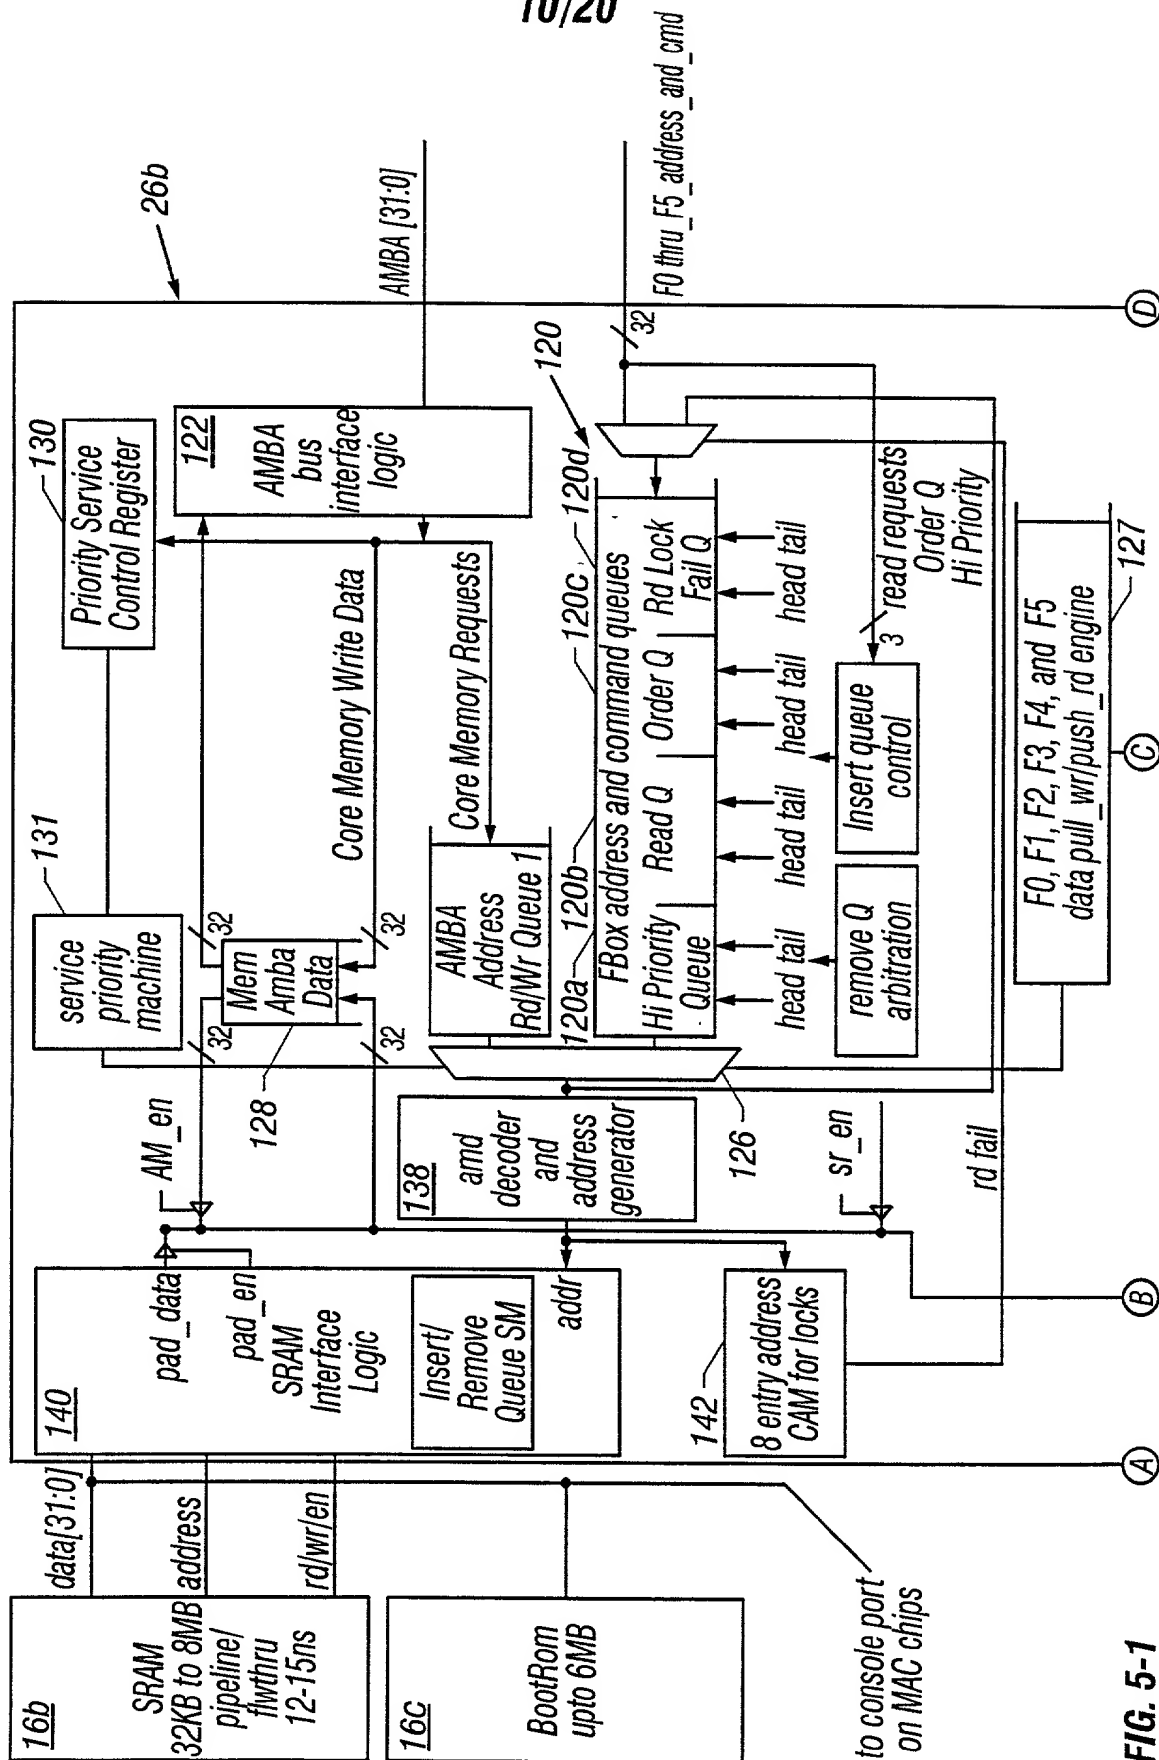 10/20
16b
SRAM
32KB to 8MB
pipeline/
flwthru
12-15ns
data[31:0]
address
rd/wr/en
16c
BootRom
upto 6MB
to console port
on MAC chips
140
pad_data
pad_en
SRAM
Interface
Logic
Insert/
Remove
Queue SM
addr
142
8 entry address
CAM for locks
AM_en
128
Mem
Amba
Data
32
32
32
32
131
service
priority
machine
130
Priority Service
Control Register
26b
122
AMBA
bus
interface
logic
AMBA [31:0]
Core Memory Write Data
Core Memory Requests
AMBA
Address
Rd/Wr Queue 1
138
amd
decoder
and
address
generator
126
sr_en
rd fail
120a
120b
120c
120d
120
FBox address and command queues
Hi Priority
Queue
Read Q
Order Q
Rd Lock
Fail Q
head tail
head tail
head tail
head tail
remove Q
arbitration
Insert queue
control
3
read requests
Order Q
Hi Priority
32
F0 thru_F5_address_and_cmd
F0, F1, F2, F3, F4, and F5
data pull_wr/push_rd engine
127
A
B
C
D
FIG. 5-1